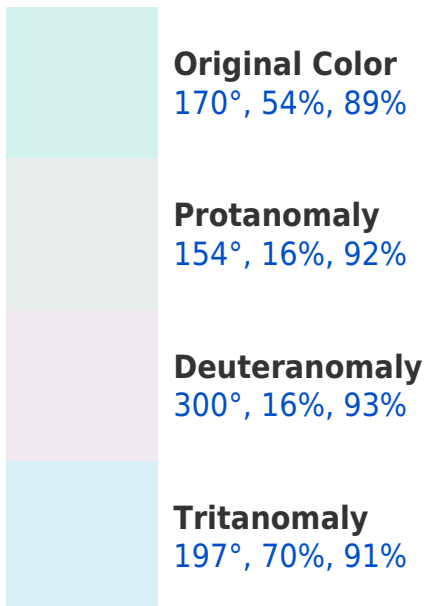 Original Color
170°, 54%, 89%
Protanomaly
154°, 16%, 92%
Deuteranomaly
300°, 16%, 93%
Tritanomaly
197°, 70%, 91%